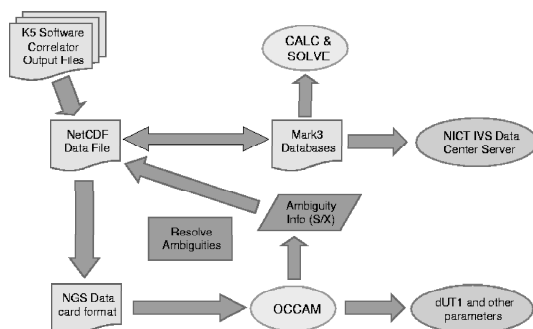 K5 Software
Correlator
Output Files
CALC &
SOLVE
NetCDF
Data File
Mark3
Databases
NICT IVS Data
Center Server
Ambiguity
Info (S/X)
Resolve
Ambiguities
NGS Data
card format
OCCAM
dUT1 and other
parameters